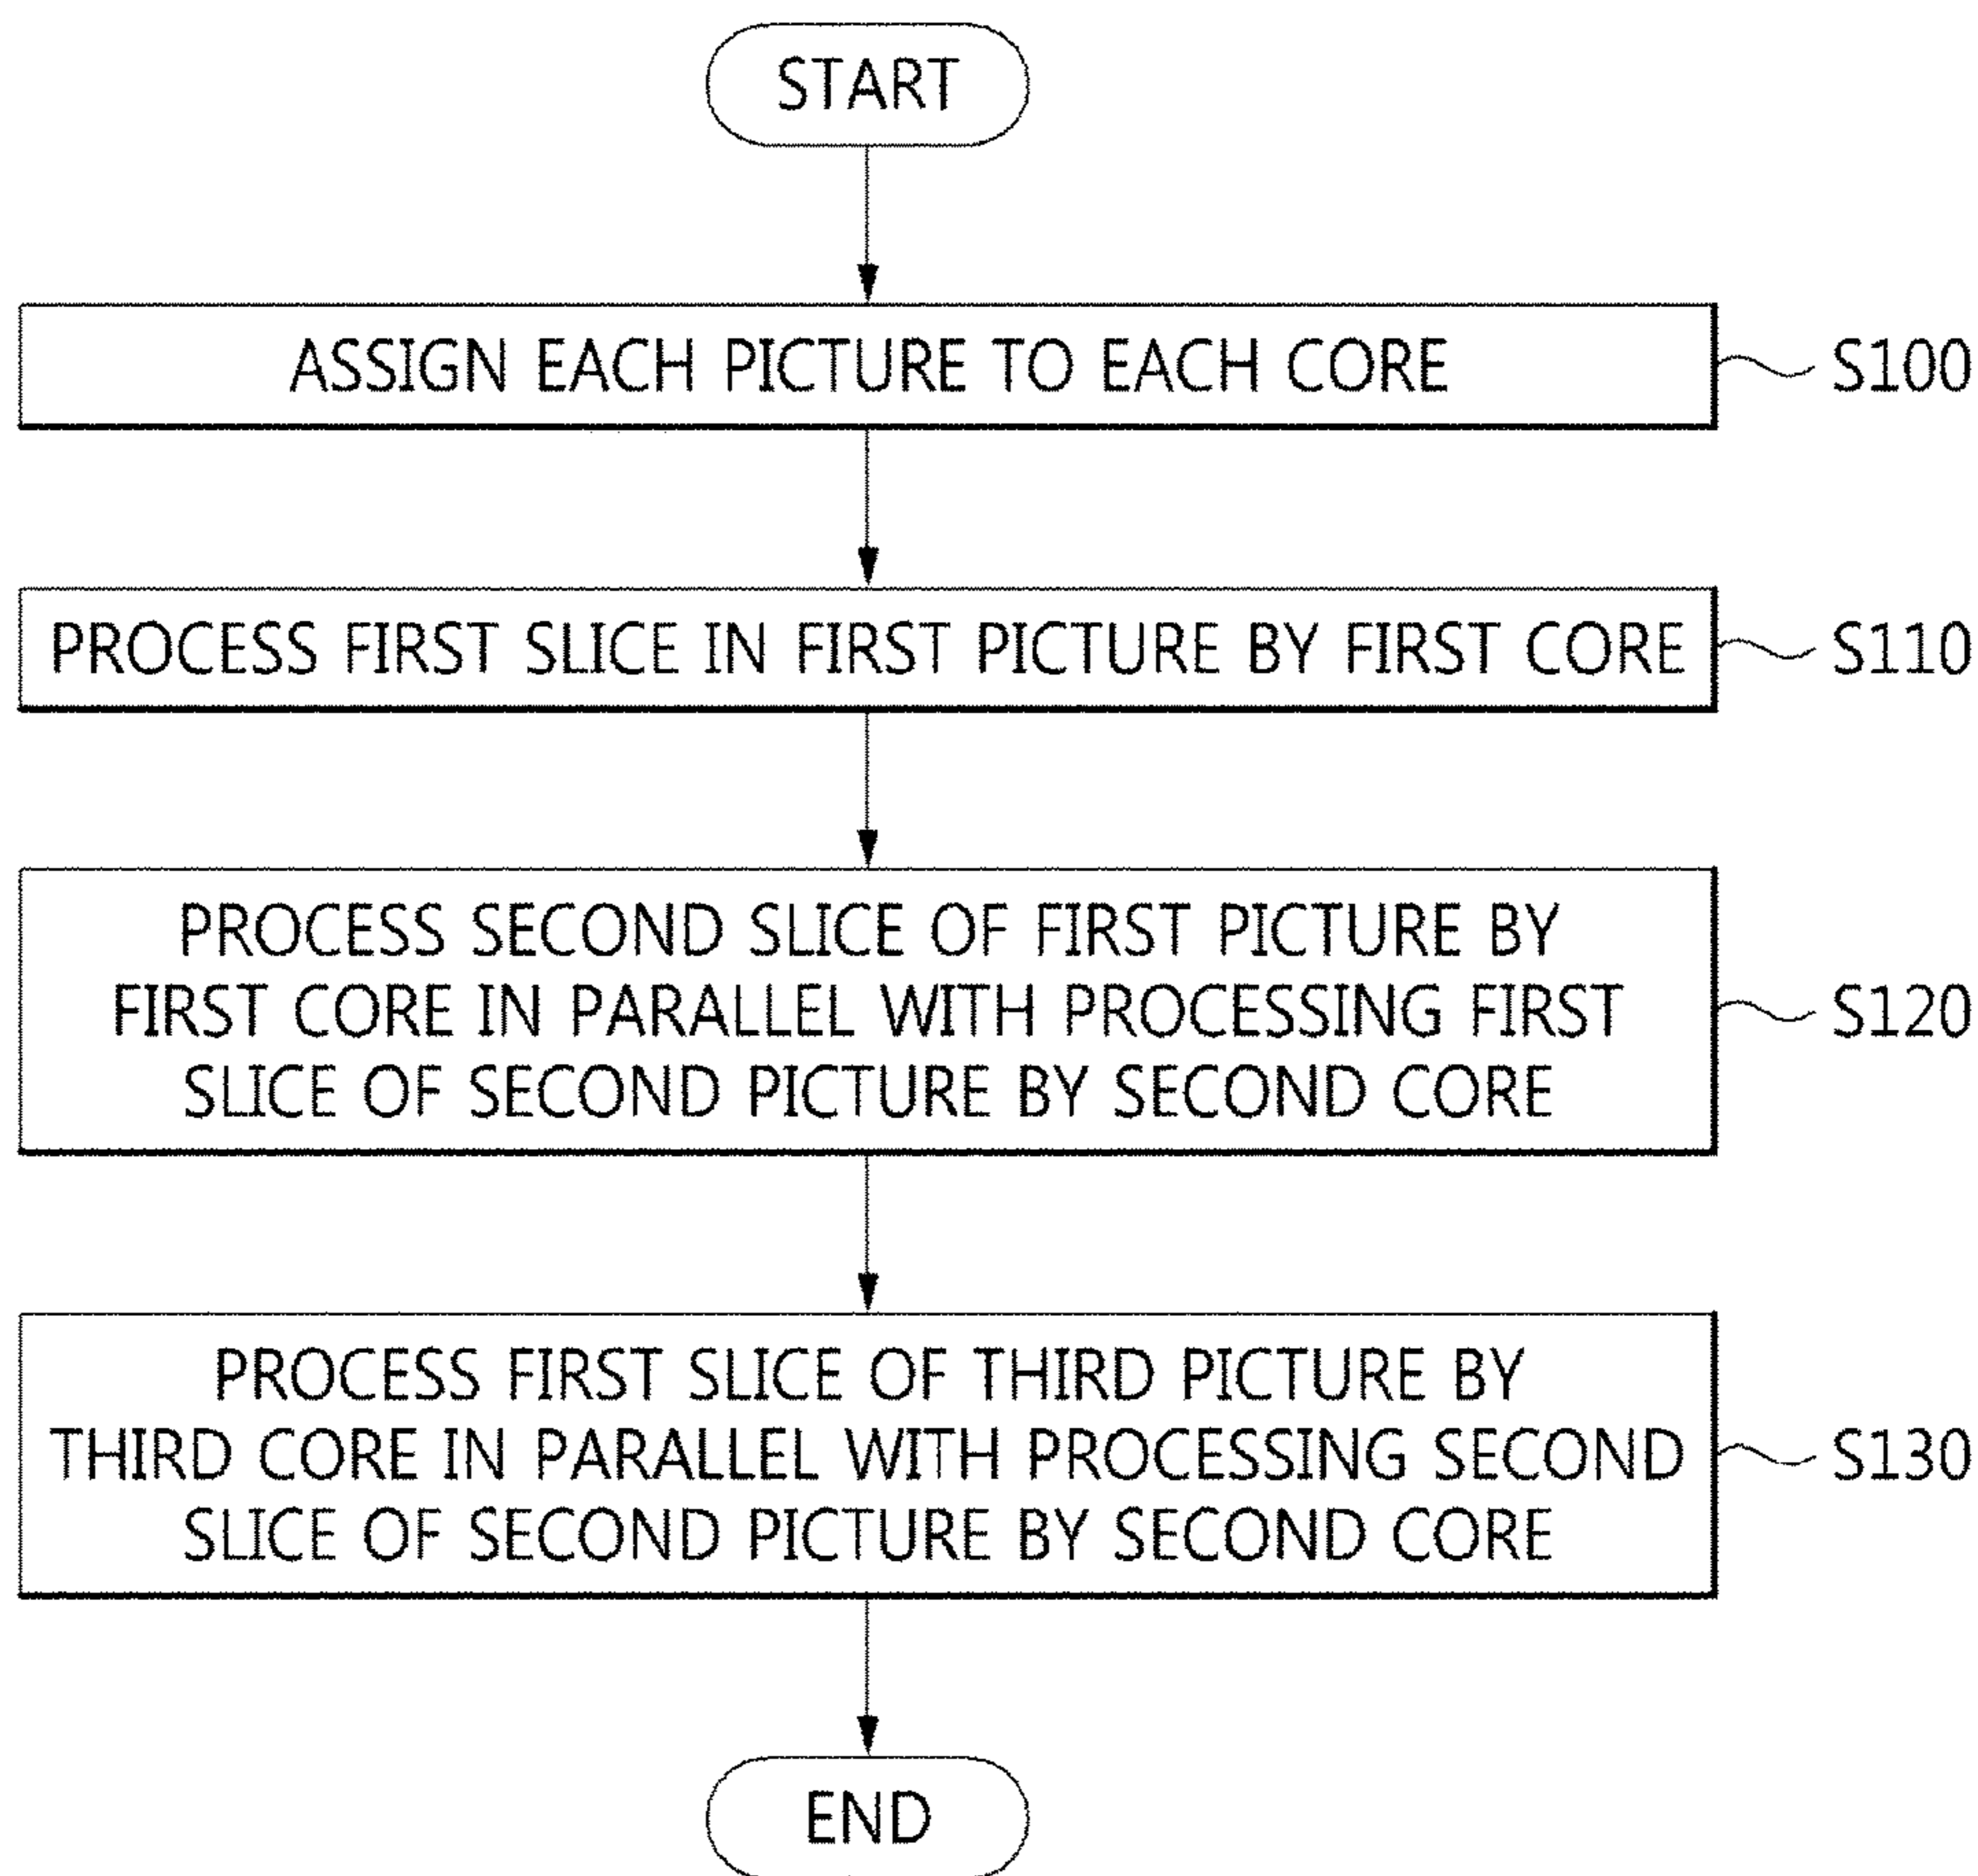 START
ASSIGN EACH PICTURE TO EACH CORE
S100
PROCESS FIRST SLICE IN FIRST PICTURE BY FIRST CORE
S110
PROCESS SECOND SLICE OF FIRST PICTURE BY
FIRST CORE IN PARALLEL WITH PROCESSING FIRST
SLICE OF SECOND PICTURE BY SECOND CORE
S120
PROCESS FIRST SLICE OF THIRD PICTURE BY
THIRD CORE IN PARALLEL WITH PROCESSING SECOND
SLICE OF SECOND PICTURE BY SECOND CORE
S130
END